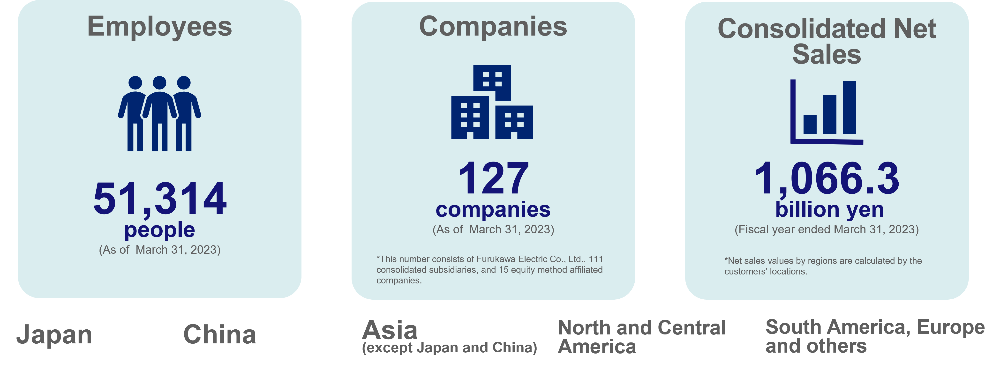 Employees
51,314
people
(As of  March 31, 2023)
Companies
127
companies
(As of  March 31, 2023)
*This number consists of Furukawa Electric Co., Ltd., 111
consolidated subsidiaries, and 15 equity method affiliated
companies.
Consolidated Net
Sales
1,066.3
billion yen
(Fiscal year ended March 31, 2023)
*Net sales values by regions are calculated by the
customers’ locations.
Japan
China
Asia
(except Japan and China)
North and Central
America
South America, Europe
and others